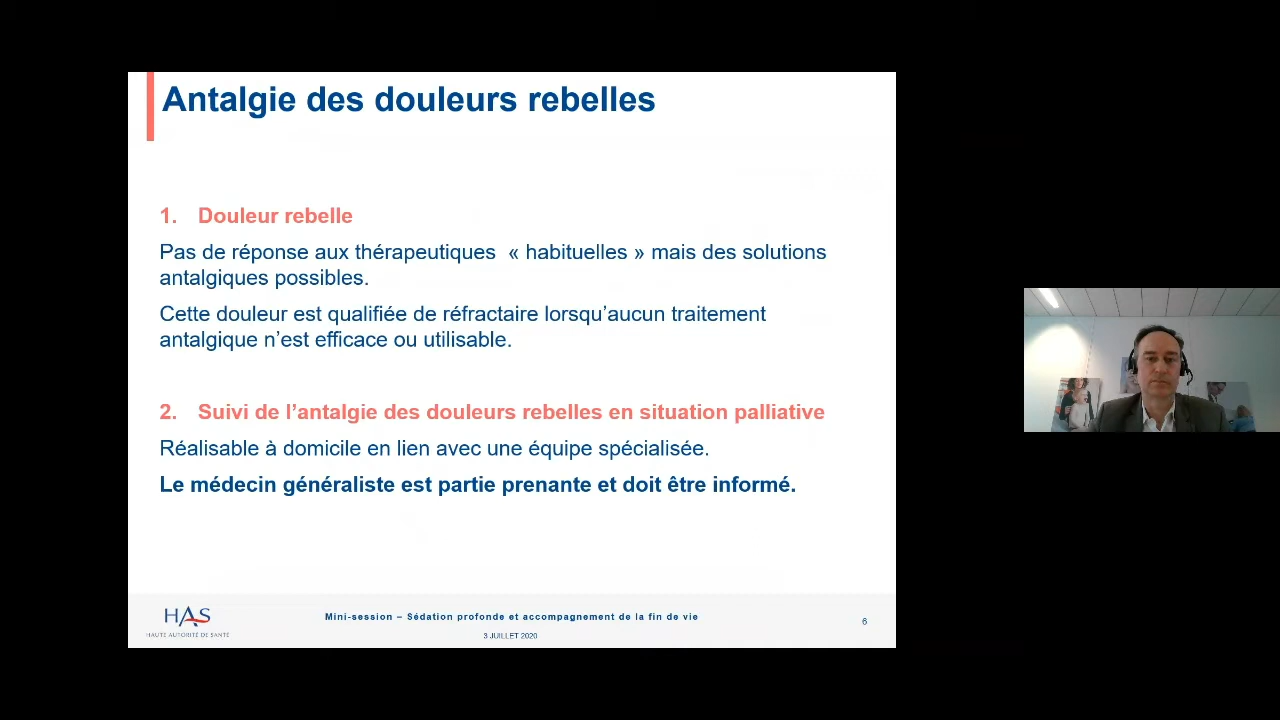 Antalgie des douleurs rebelles
1. Douleur rebelle
Pas de réponse aux thérapeutiques « habituelles » mais des solutions
antalgiques possibles.
Cette douleur est qualifiée de réfractaire lorsqu’aucun traitement
antalgique n’est efficace ou utilisable.
2. Suivi de l’antalgie des douleurs rebelles en situation palliative
Réalisable à domicile en lien avec une équipe spécialisée.
Le médecin généraliste est partie prenante et doit être informé.
HAS
HAUTE AUTORITÉ DE SANTÉ
Mini-session – Sédation profonde et accompagnement de la fin de vie
3 JUILLET 2020
6